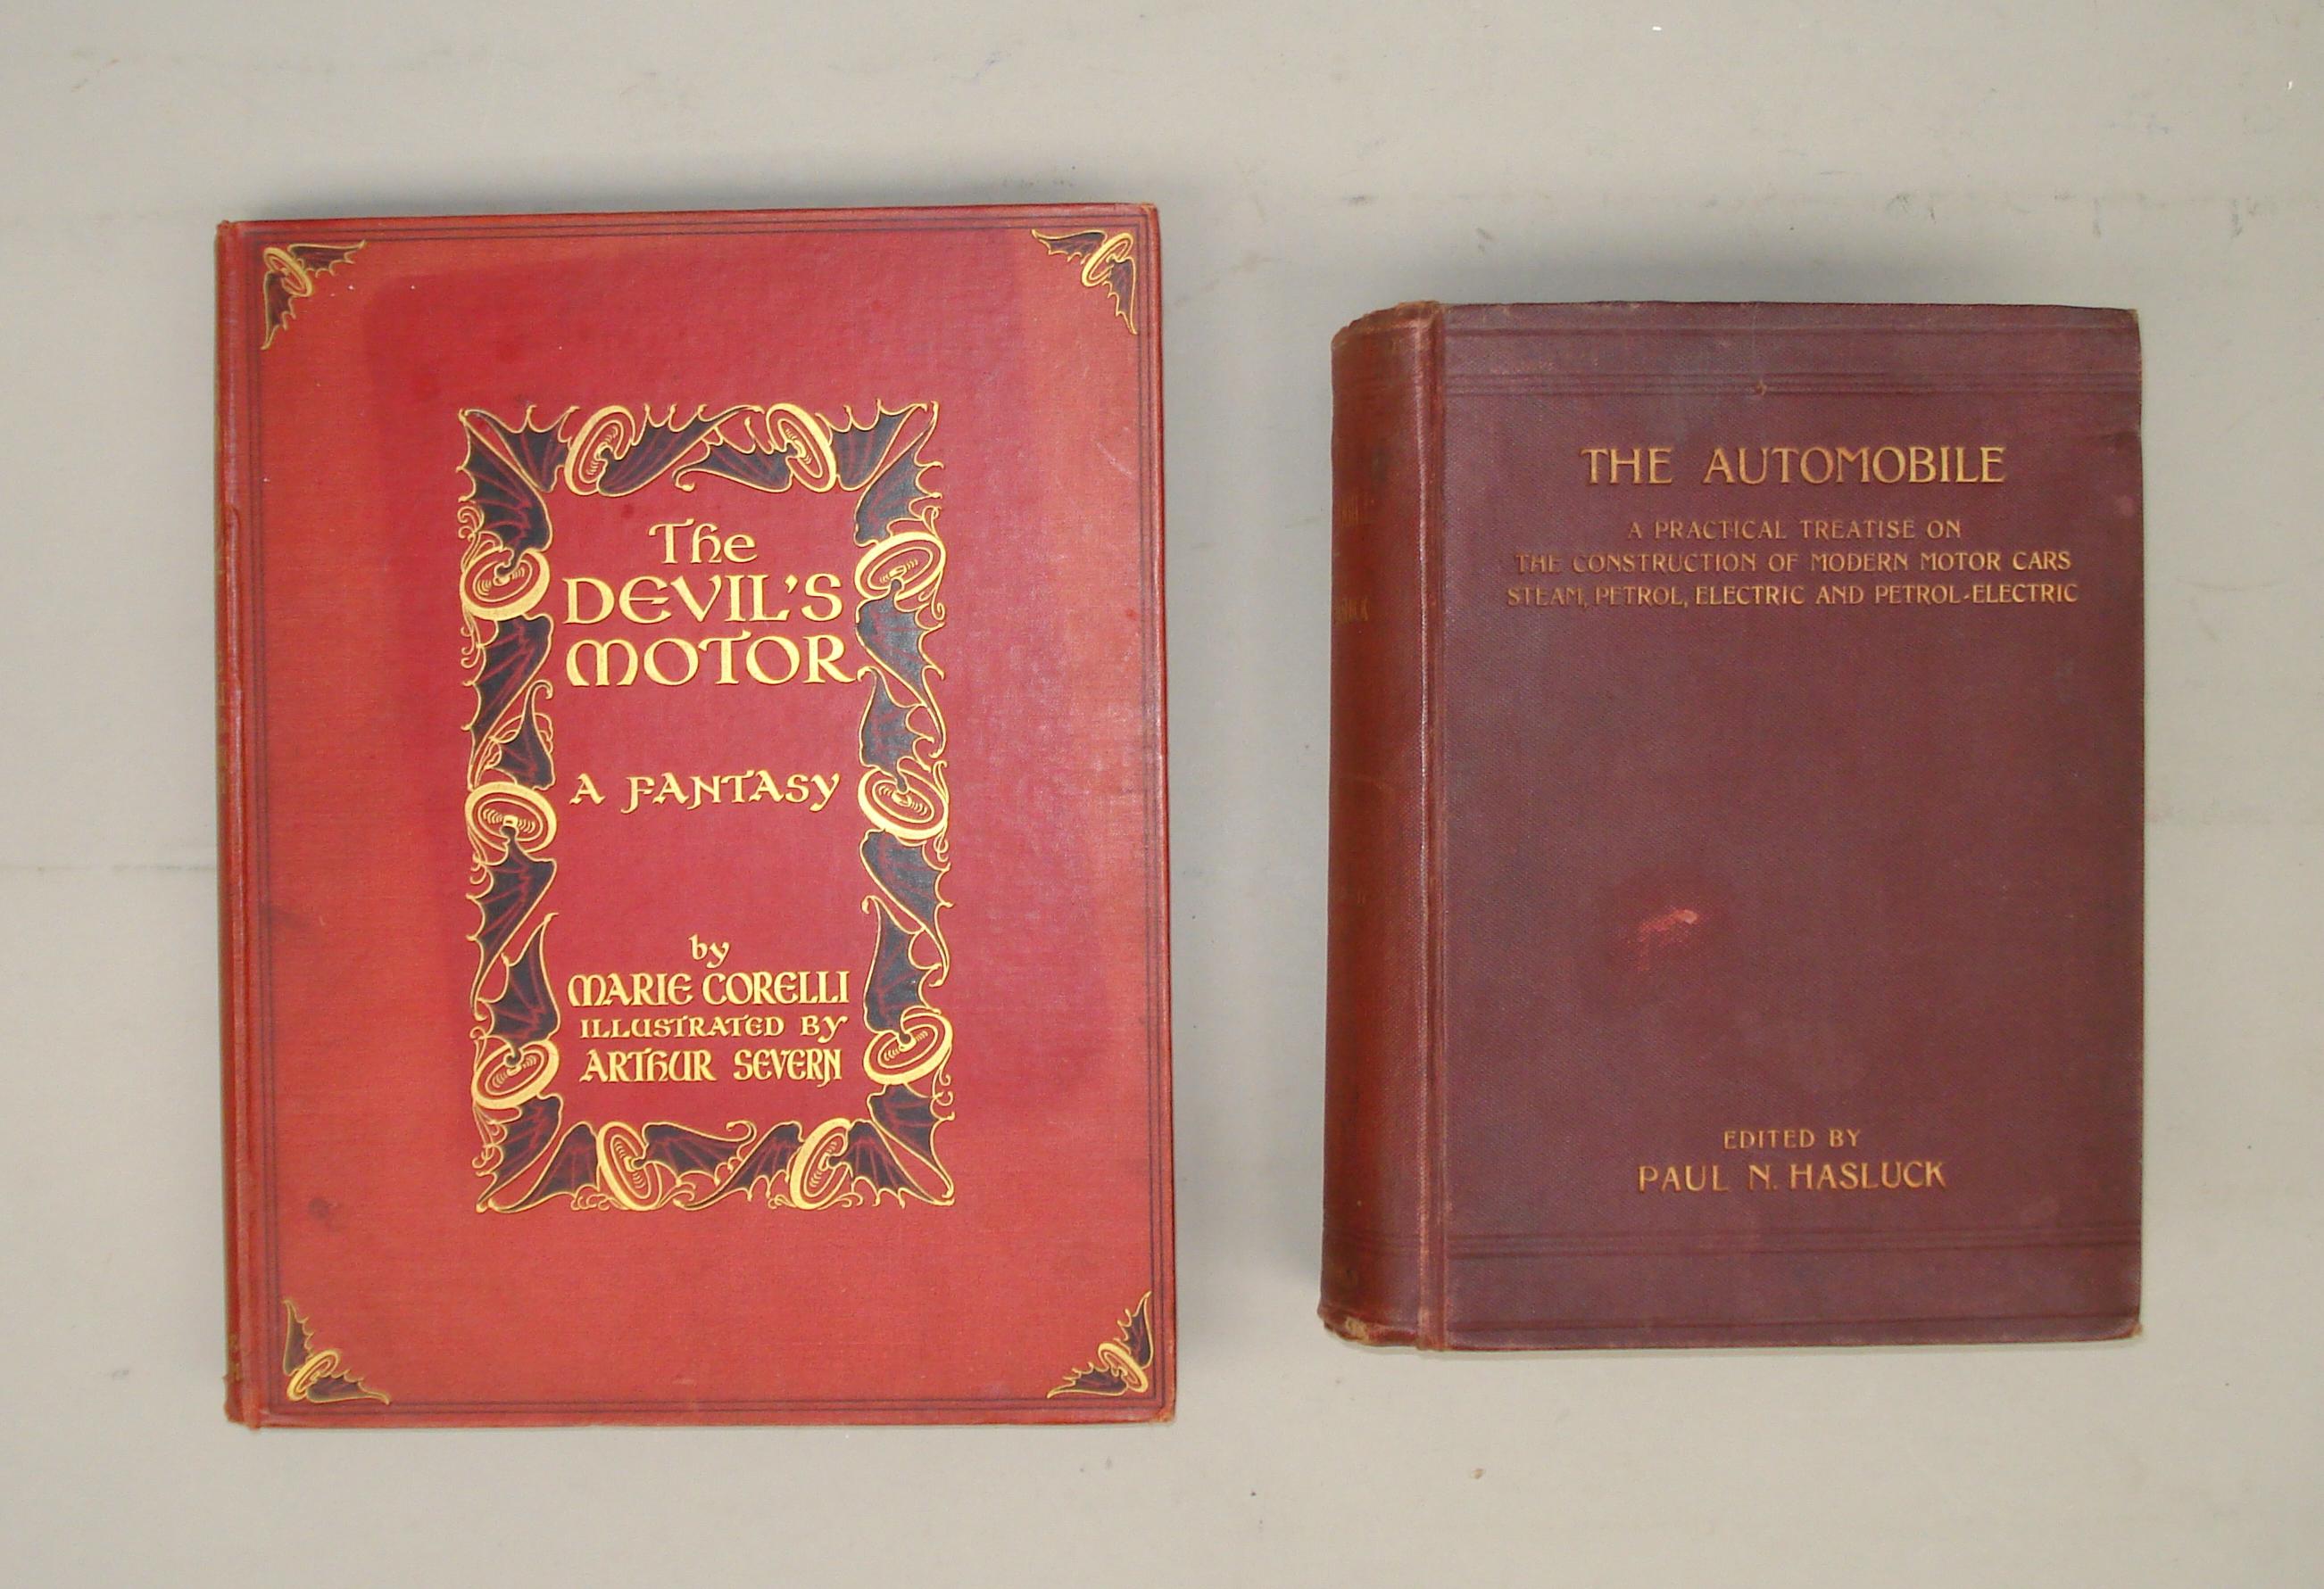 The
DEVIL'S
MOTOR
A FANTASY
by
MARIE CORELLI
ILLUSTRATED BY
ARTHUR SEVERN
THE AUTOMOBILE
A PRACTICAL TREATISE ON
THE CONSTRUCTION OF MODERN MOTOR CARS
STEAM, PETROL, ELECTRIC AND PETROL-ELECTRIC
EDITED BY
PAUL N. HASLUCK